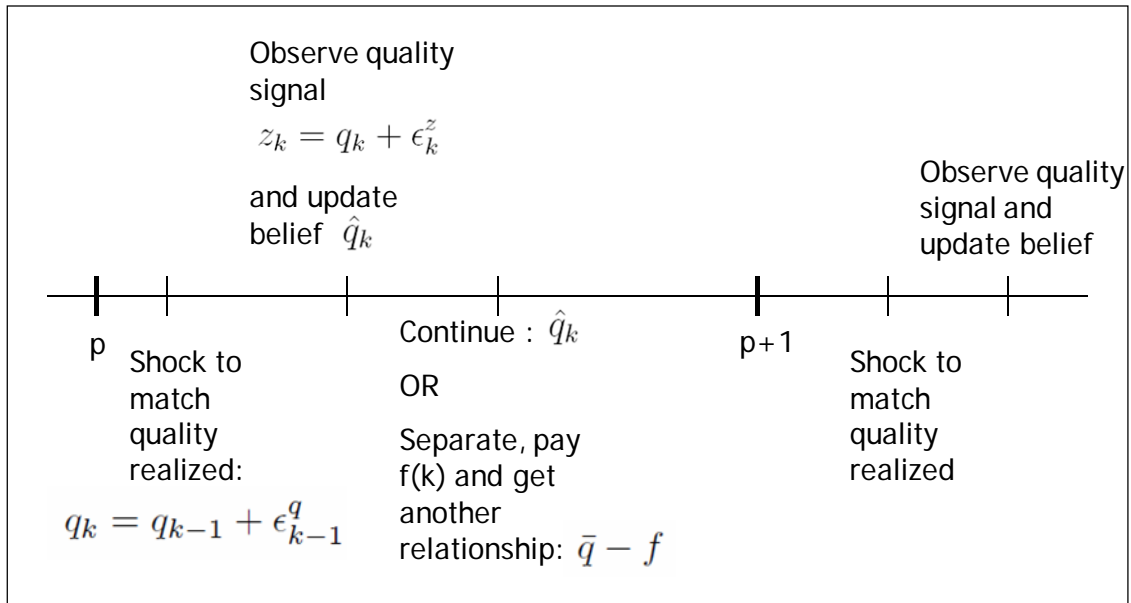 Observe quality
signal
z_k = q_k + ϵ^z_k
and update
belief q̂_k
Observe quality
signal and
update belief
p
Shock to
match
quality
realized:
q_k = q_{k-1} + ϵ^q_{k-1}
Continue : q̂_k
OR
Separate, pay
f(k) and get
another
relationship: q̄ − f
p+1
Shock to
match
quality
realized